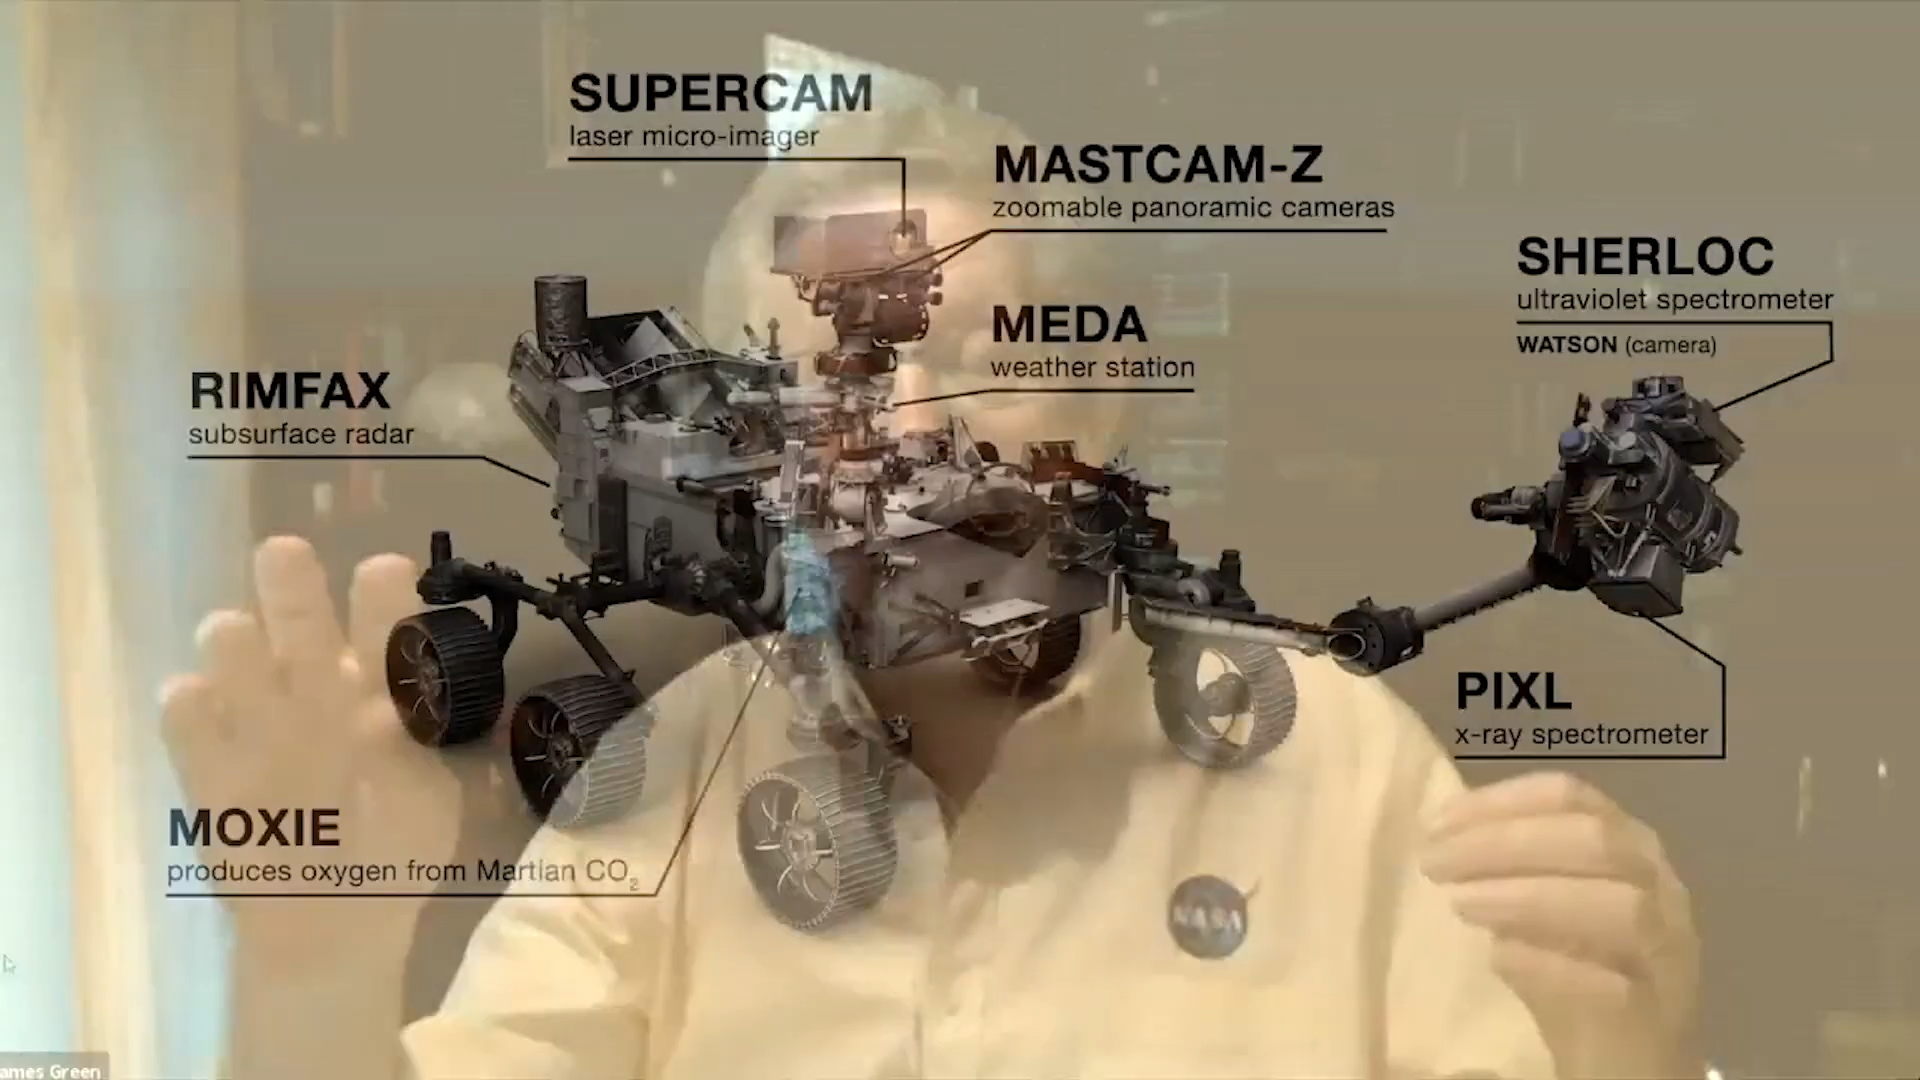 SUPERCAM
laser micro-imager
MASTCAM-Z
zoomable panoramic cameras
SHERLOC
ultraviolet spectrometer
WATSON (camera)
MEDA
weather station
RIMFAX
subsurface radar
PIXL
x-ray spectrometer
MOXIE
produces oxygen from Martian CO₂
NASA
ames Green